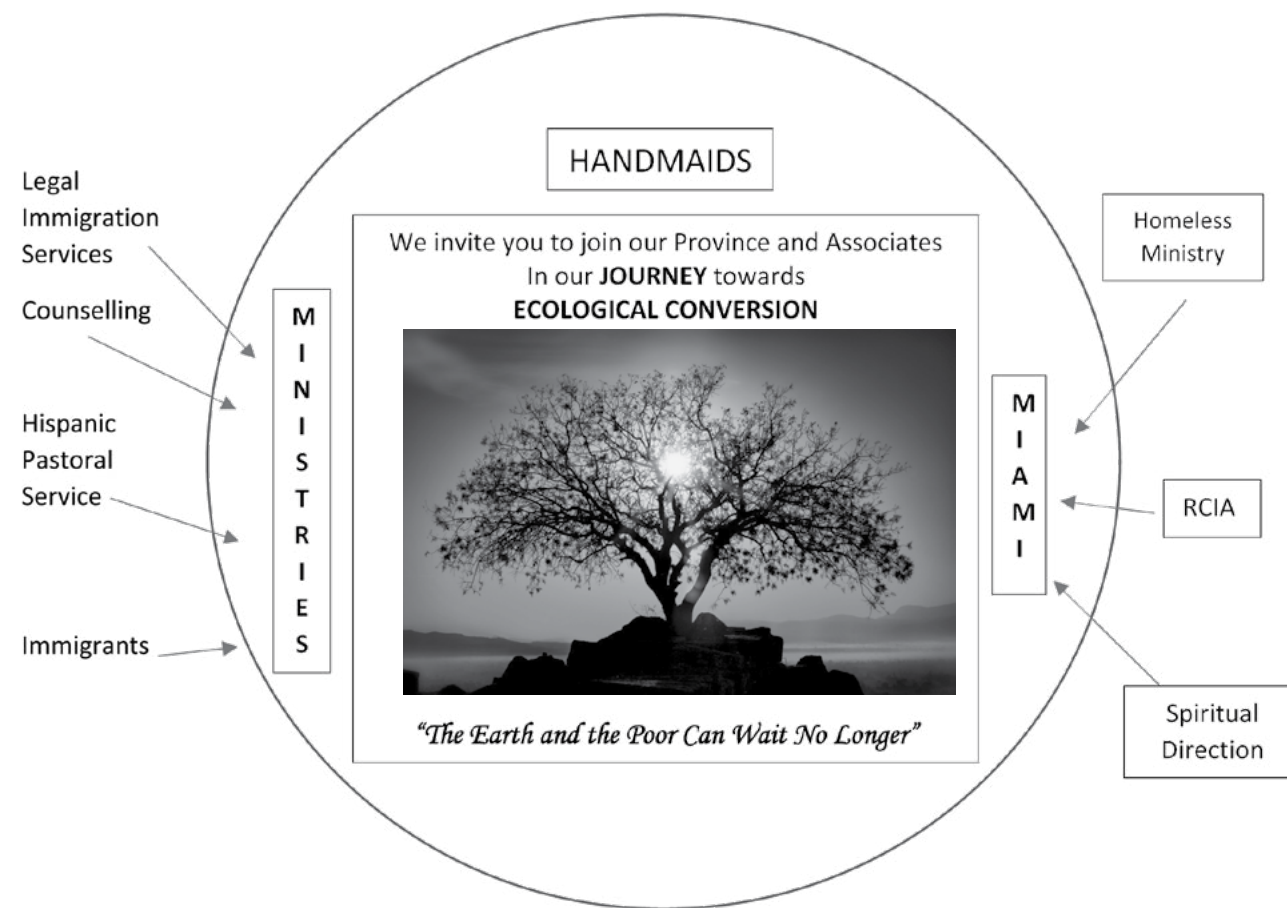 HANDMAIDS
We invite you to join our Province and Associates
In our JOURNEY towards
ECOLOGICAL CONVERSION
“The Earth and the Poor Can Wait No Longer”
MINISTRIES
Legal
Immigration
Services
Counselling
Hispanic
Pastoral
Service
Immigrants
MIAMI
Homeless
Ministry
RCIA
Spiritual
Direction